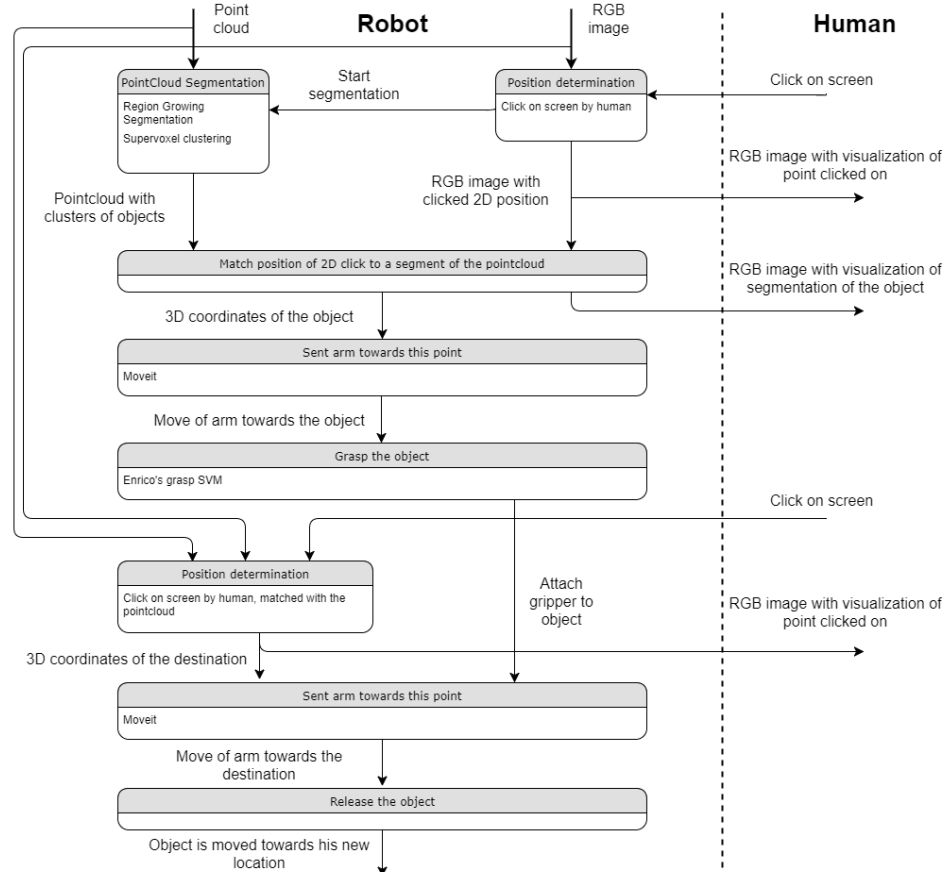 Point
cloud
Robot
RGB
image
Human
PointCloud Segmentation
Region Growing
Segmentation
Supervoxel clustering
Start
segmentation
Position determination
Click on screen by human
Click on screen
RGB image with visualization of
point clicked on
Pointcloud with
clusters of objects
RGB image with
clicked 2D position
Match position of 2D click to a segment of the pointcloud
RGB image with visualization of
segmentation of the object
3D coordinates of the object
Sent arm towards this point
Moveit
Move of arm towards the object
Grasp the object
Enrico's grasp SVM
Click on screen
Position determination
Click on screen by human, matched with the
pointcloud
Attach
gripper to
object
RGB image with visualization of
point clicked on
3D coordinates of the destination
Sent arm towards this point
Moveit
Move of arm towards the
destination
Release the object
Object is moved towards his new
location